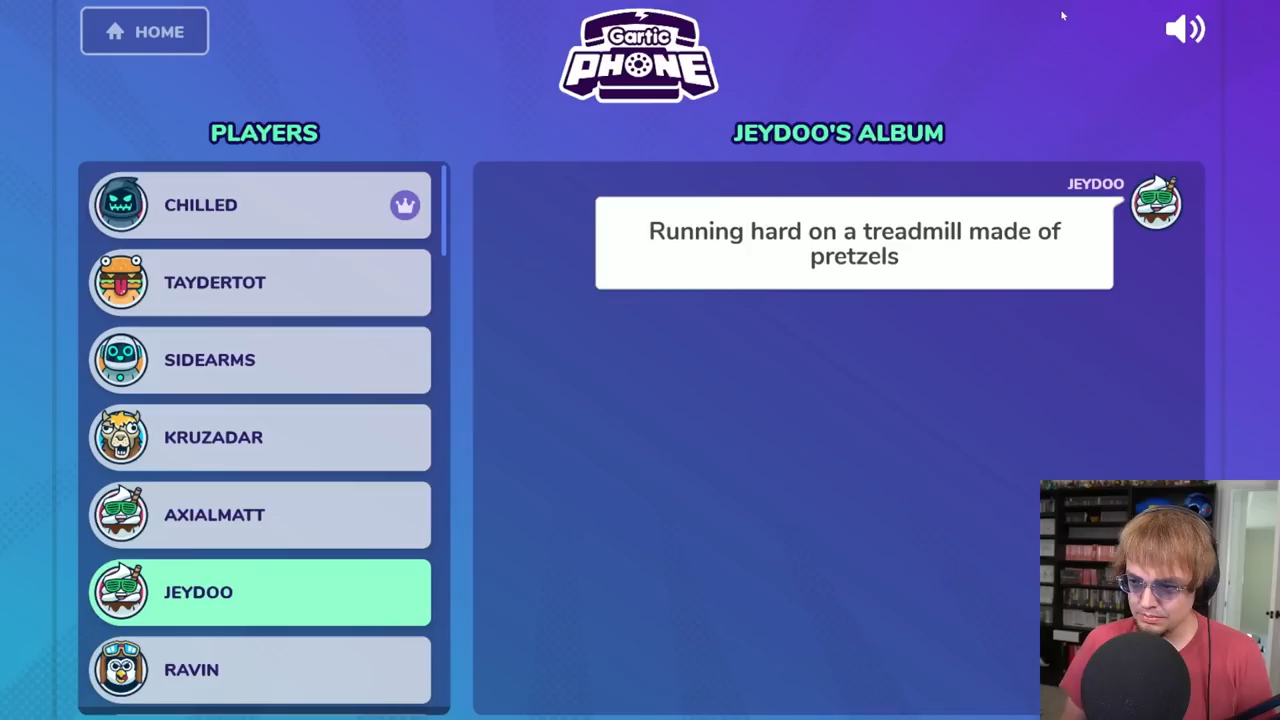 HOME
Gartic
PHONE
PLAYERS
JEYDOO'S ALBUM
CHILLED
TAYDERTOT
SIDEARMS
KRUZADAR
AXIALMATT
JEYDOO
RAVIN
JEYDOO
Running hard on a treadmill made of
pretzels